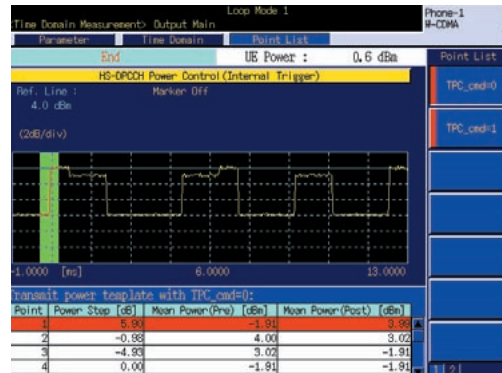 Loop Mode 1
Phone-1
<Time Domain Measurement> Output Main
W-CDMA
Parameter Time Domain Point List
End UE Power : 0.6 dBm Point List
HS-DPCCH Power Control(Internal Trigger)
Ref. Line : Marker Off
4.0 dBm
TPC_cmd=0
(2dB/div)
TPC_cmd=1
-1.0000 [ms] 6.0000 13.0000
Transmit power template with TPC_cmd=0:
Point Power Step [dB] Mean Power(Pre) [dBm] Mean Power(Post) [dBm]
1 5.90 -1.91 3.99
2 -0.98 4.00 3.02
3 -4.93 3.02 -1.91
4 0.00 -1.91 -1.91
1 2